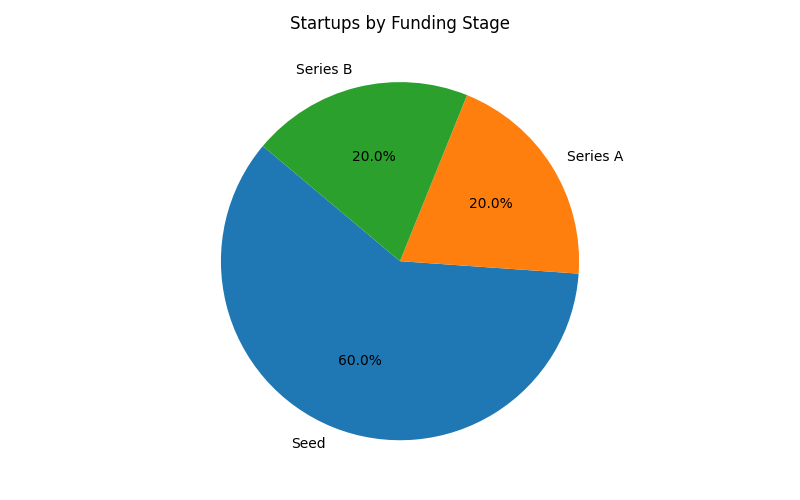 Startups by Funding Stage
Series B
20.0%
Series A
20.0%
60.0%
Seed